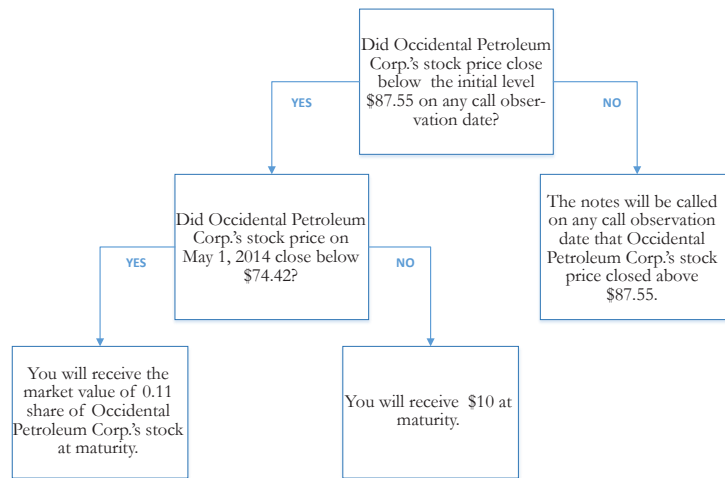 Did Occidental Petroleum
Corp.'s stock price close
below the initial level
$87.55 on any call obser-
vation date?
YES
NO
Did Occidental Petroleum
Corp.'s stock price on
May 1, 2014 close below
$74.42?
The notes will be called
on any call observation
date that Occidental
Petroleum Corp.'s stock
price closed above
$87.55.
YES
NO
You will receive the
market value of 0.11
share of Occidental
Petroleum Corp.'s stock
at maturity.
You will receive $10 at
maturity.